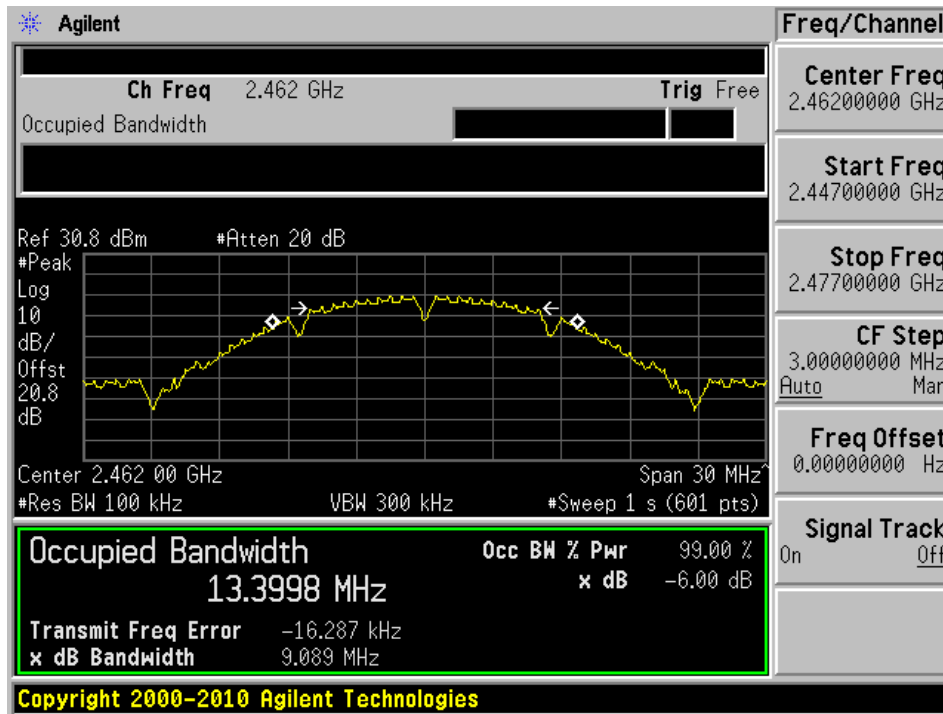 Agilent
Freq/Channel
Ch Freq 2.462 GHz Trig Free
Occupied Bandwidth
Center Freq
2.46200000 GHz
Start Freq
2.44700000 GHz
Stop Freq
2.47700000 GHz
CF Step
3.00000000 MHz
Auto Man
Freq Offset
0.00000000 Hz
Signal Track
On Off
Ref 30.8 dBm #Atten 20 dB
#Peak
Log
10
dB/
Offst
20.8
dB
Center 2.462 00 GHz Span 30 MHz^
#Res BW 100 kHz VBW 300 kHz #Sweep 1 s (601 pts)
Occupied Bandwidth Occ BW % Pwr 99.00 %
13.3998 MHz x dB -6.00 dB
Transmit Freq Error -16.287 kHz
x dB Bandwidth 9.089 MHz
Copyright 2000-2010 Agilent Technologies